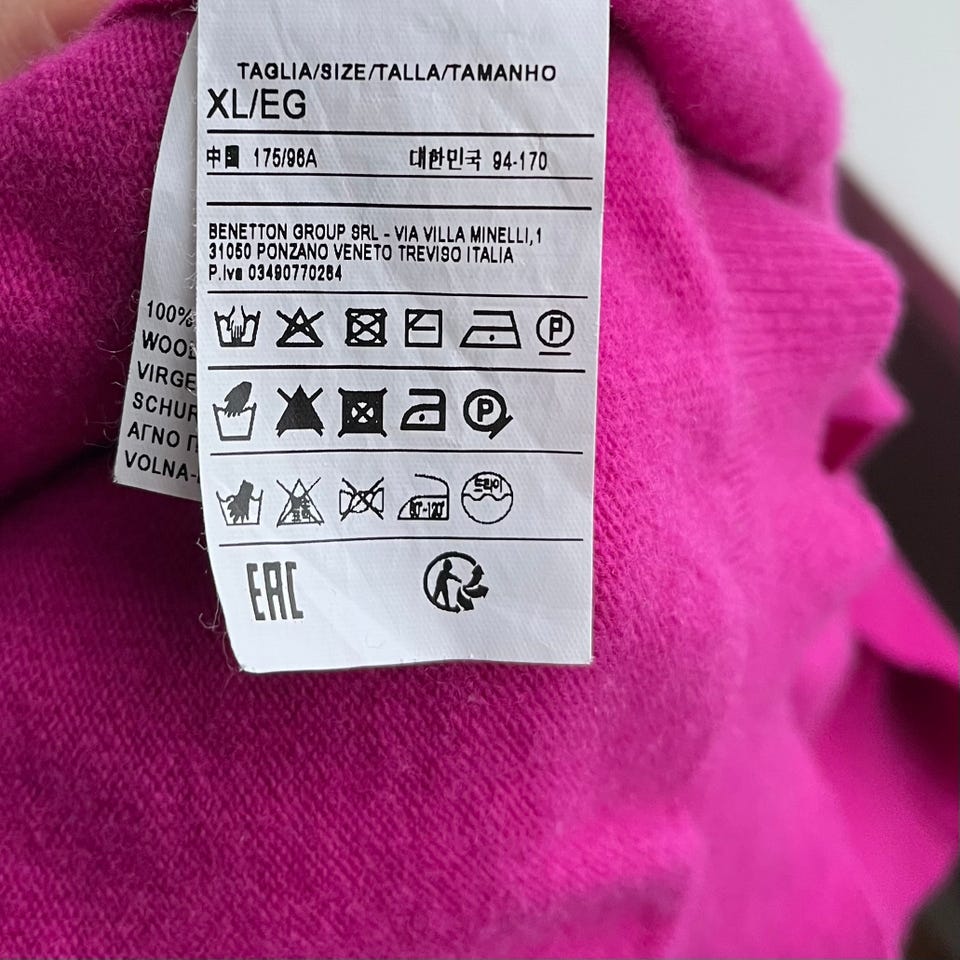 TAGLIA/SIZE/TALLA/TAMANHO
XL/EG
中国 175/96A 대한민국 94-170
BENETTON GROUP SRL - VIA VILLA MINELLI,1
31050 PONZANO VENETO TREVISO ITALIA
P.Iva 03490770264
P
P
80°-120° 드라이
EAC
100%
VIRGE
SCHUR
ΑΓΝΟ
VOLNA-